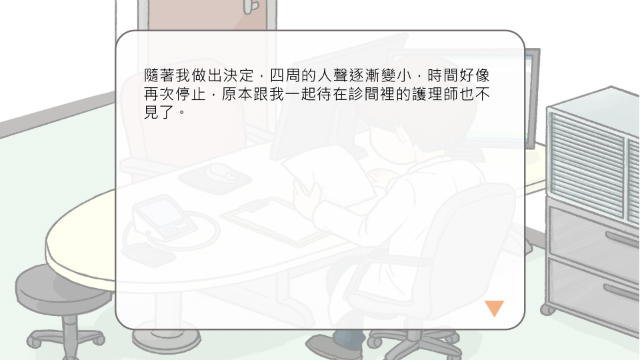 隨著我做出決定，四周的人聲逐漸變小，時間好像
再次停止，原本跟我一起待在診間裡的護理師也不
見了。